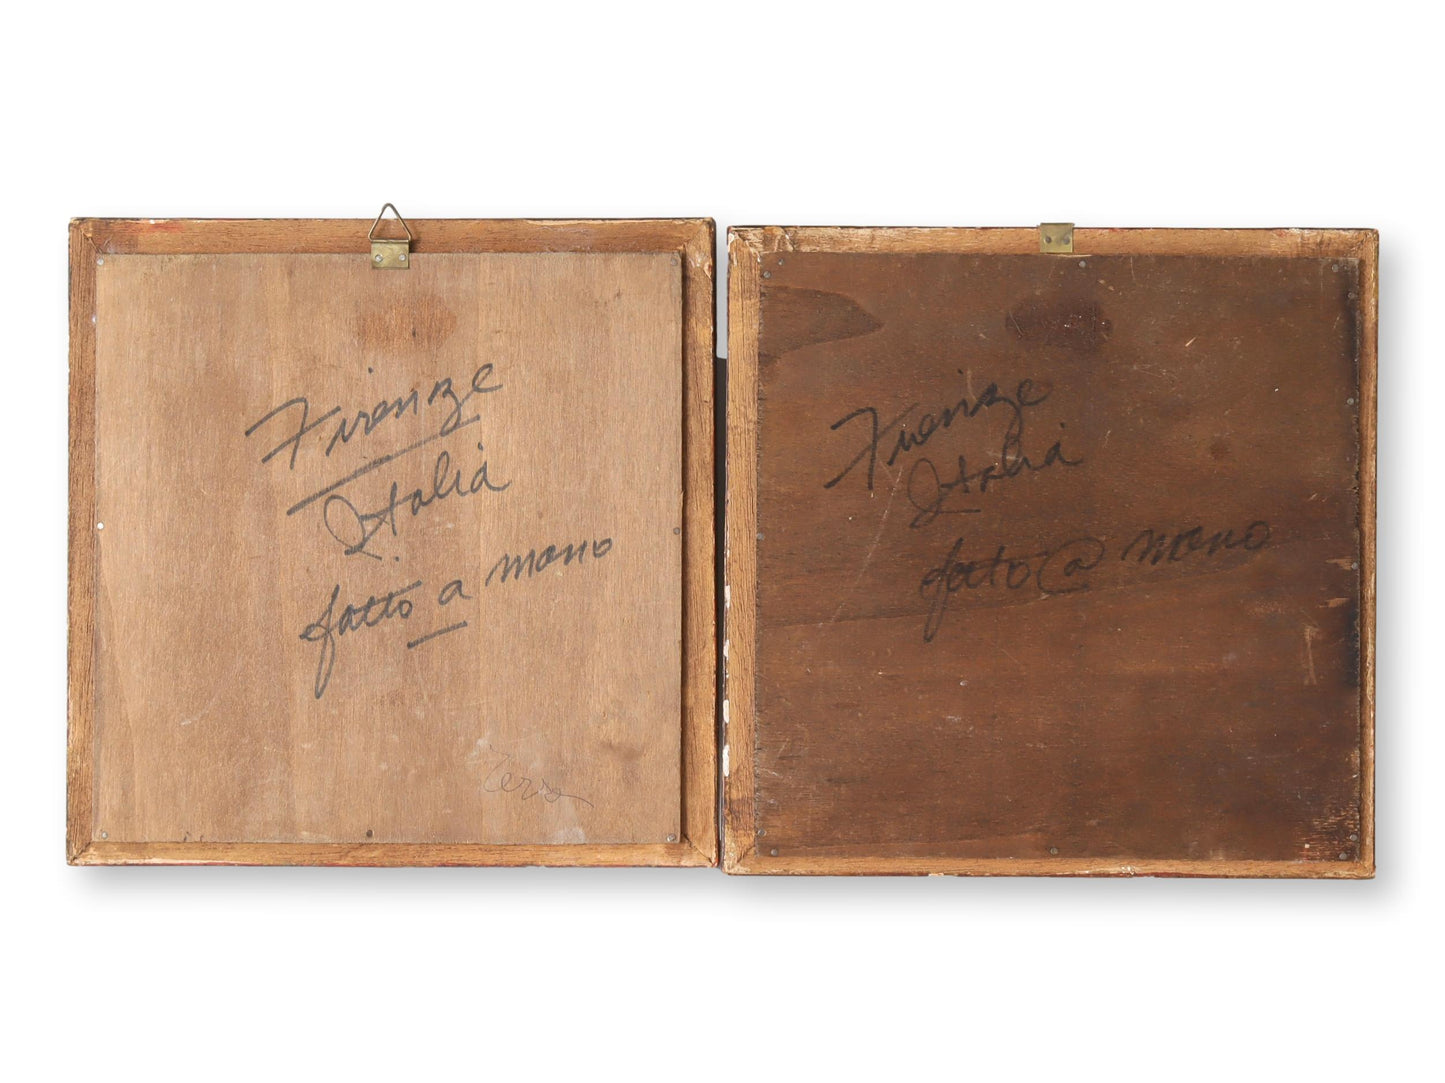 Firenze
Italia
fatto a mano
Firenze
Italia
fatto a mano